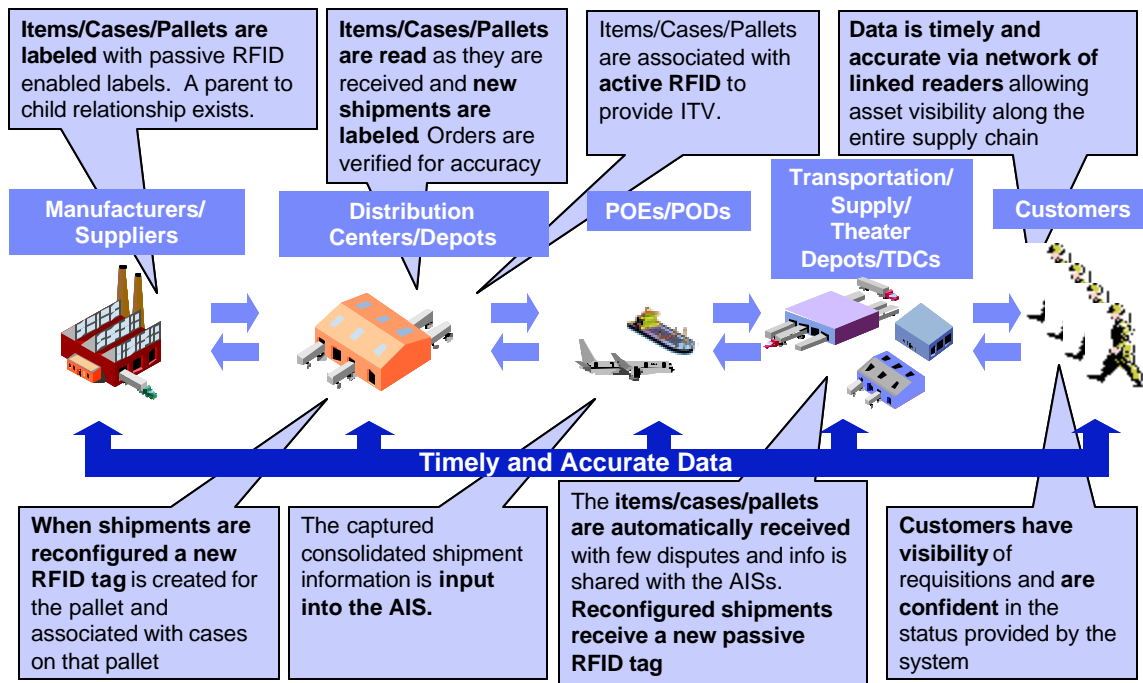 Items/Cases/Pallets are
labeled with passive RFID
enabled labels.  A parent to
child relationship exists.
Items/Cases/Pallets
are read as they are
received and new
shipments are
labeled. Orders are
verified for accuracy
Items/Cases/Pallets
are associated with
active RFID to
provide ITV.
Data is timely and
accurate via network of
linked readers allowing
asset visibility along the
entire supply chain
Manufacturers/
Suppliers
Distribution
Centers/Depots
POEs/PODs
Transportation/
Supply/
Theater
Depots/TDCs
Customers
Timely and Accurate Data
When shipments are
reconfigured a new
RFID tag is created for
the pallet and
associated with cases
on that pallet
The captured
consolidated shipment
information is input
into the AIS.
The items/cases/pallets
are automatically received
with few disputes and info is
shared with the AISs.
Reconfigured shipments
receive a new passive
RFID tag
Customers have
visibility of
requisitions and are
confident in the
status provided by the
system